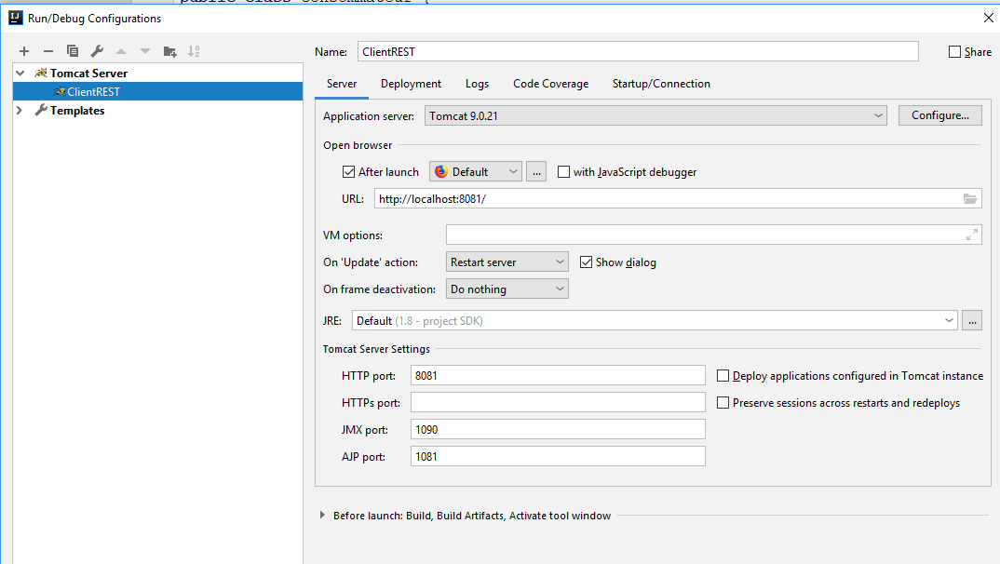 Run/Debug Configurations
Name: ClientREST Share
Tomcat Server
ClientREST
Templates
Server Deployment Logs Code Coverage Startup/Connection
Application server: Tomcat 9.0.21 Configure...
Open browser
After launch Default ... with JavaScript debugger
URL: http://localhost:8081/
VM options:
On 'Update' action: Restart server Show dialog
On frame deactivation: Do nothing
JRE: Default (1.8 - project SDK) ...
Tomcat Server Settings
HTTP port: 8081 Deploy applications configured in Tomcat instance
HTTPs port: Preserve sessions across restarts and redeploys
JMX port: 1090
AJP port: 1081
Before launch: Build, Build Artifacts, Activate tool window